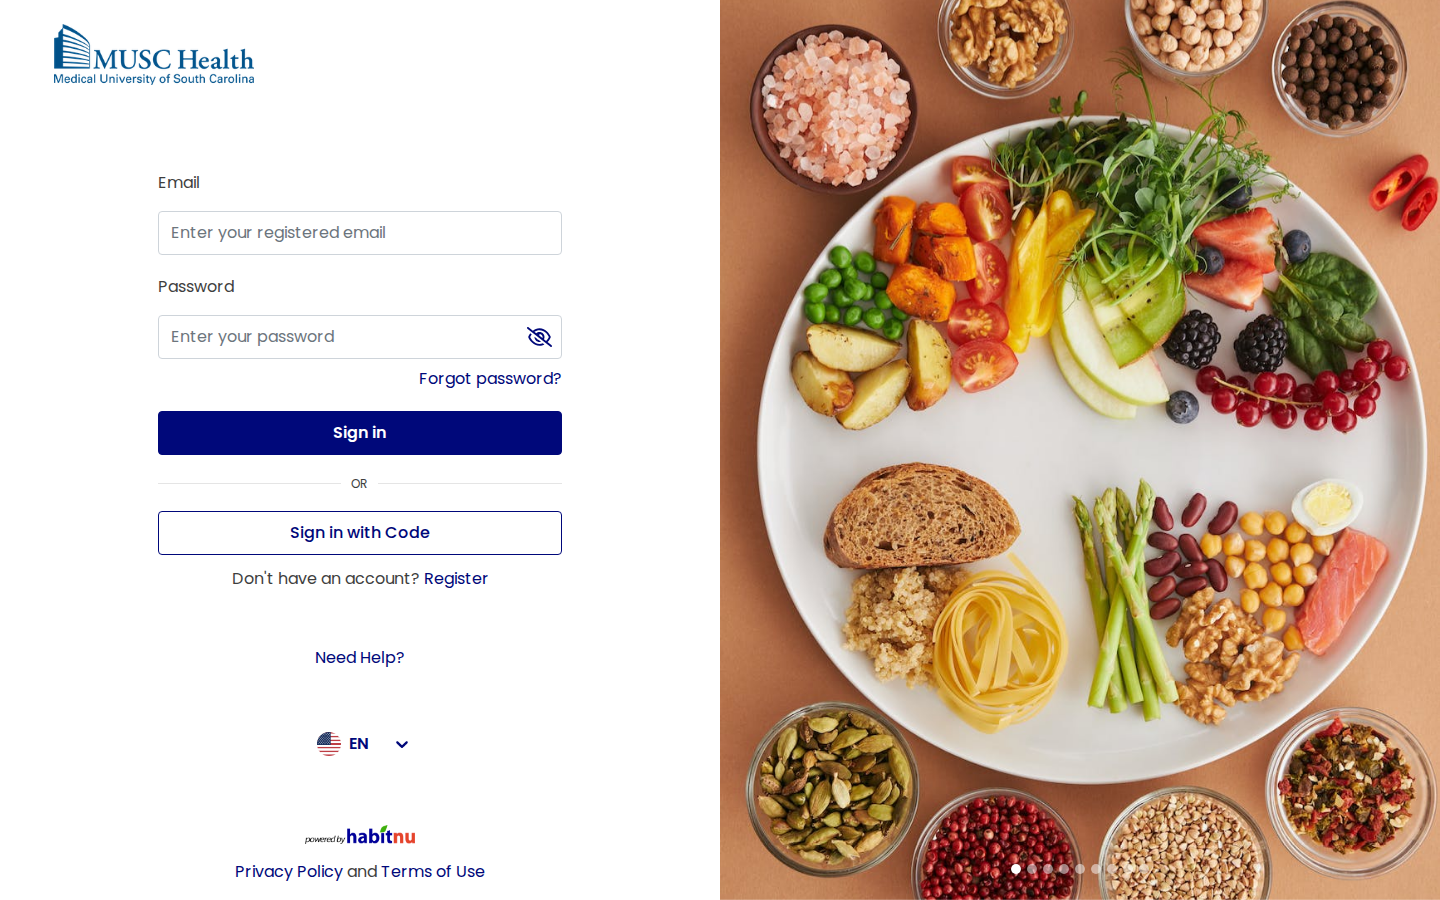 MUSC Health
Medical University of South Carolina
Email
Enter your registered email
Password
Enter your password
Forgot password?
Sign in
OR
Sign in with Code
Don't have an account? Register
Need Help?
EN
powered by habitnu
Privacy Policy and Terms of Use